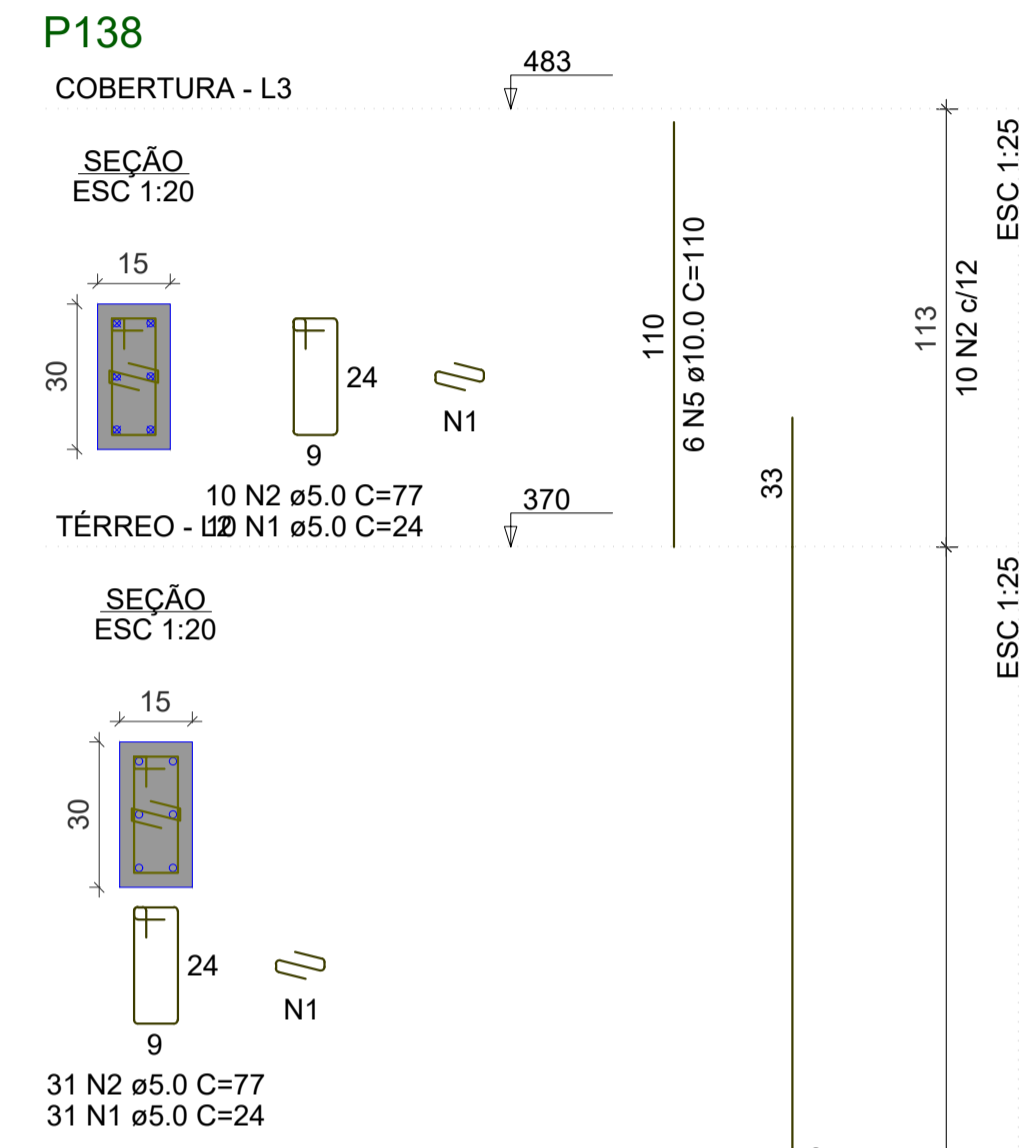 P138
COBERTURA - L3
483
SEÇÃO
ESC 1:20
ESC 1:25
15
30
24
9
N1
110
6 N5 ø10.0 C=110
113
10 N2 c/12
33
10 N2 ø5.0 C=77
370
TÉRREO - L2
10 N1 ø5.0 C=24
SEÇÃO
ESC 1:20
ESC 1:25
15
30
24
9
N1
31 N2 ø5.0 C=77
31 N1 ø5.0 C=24